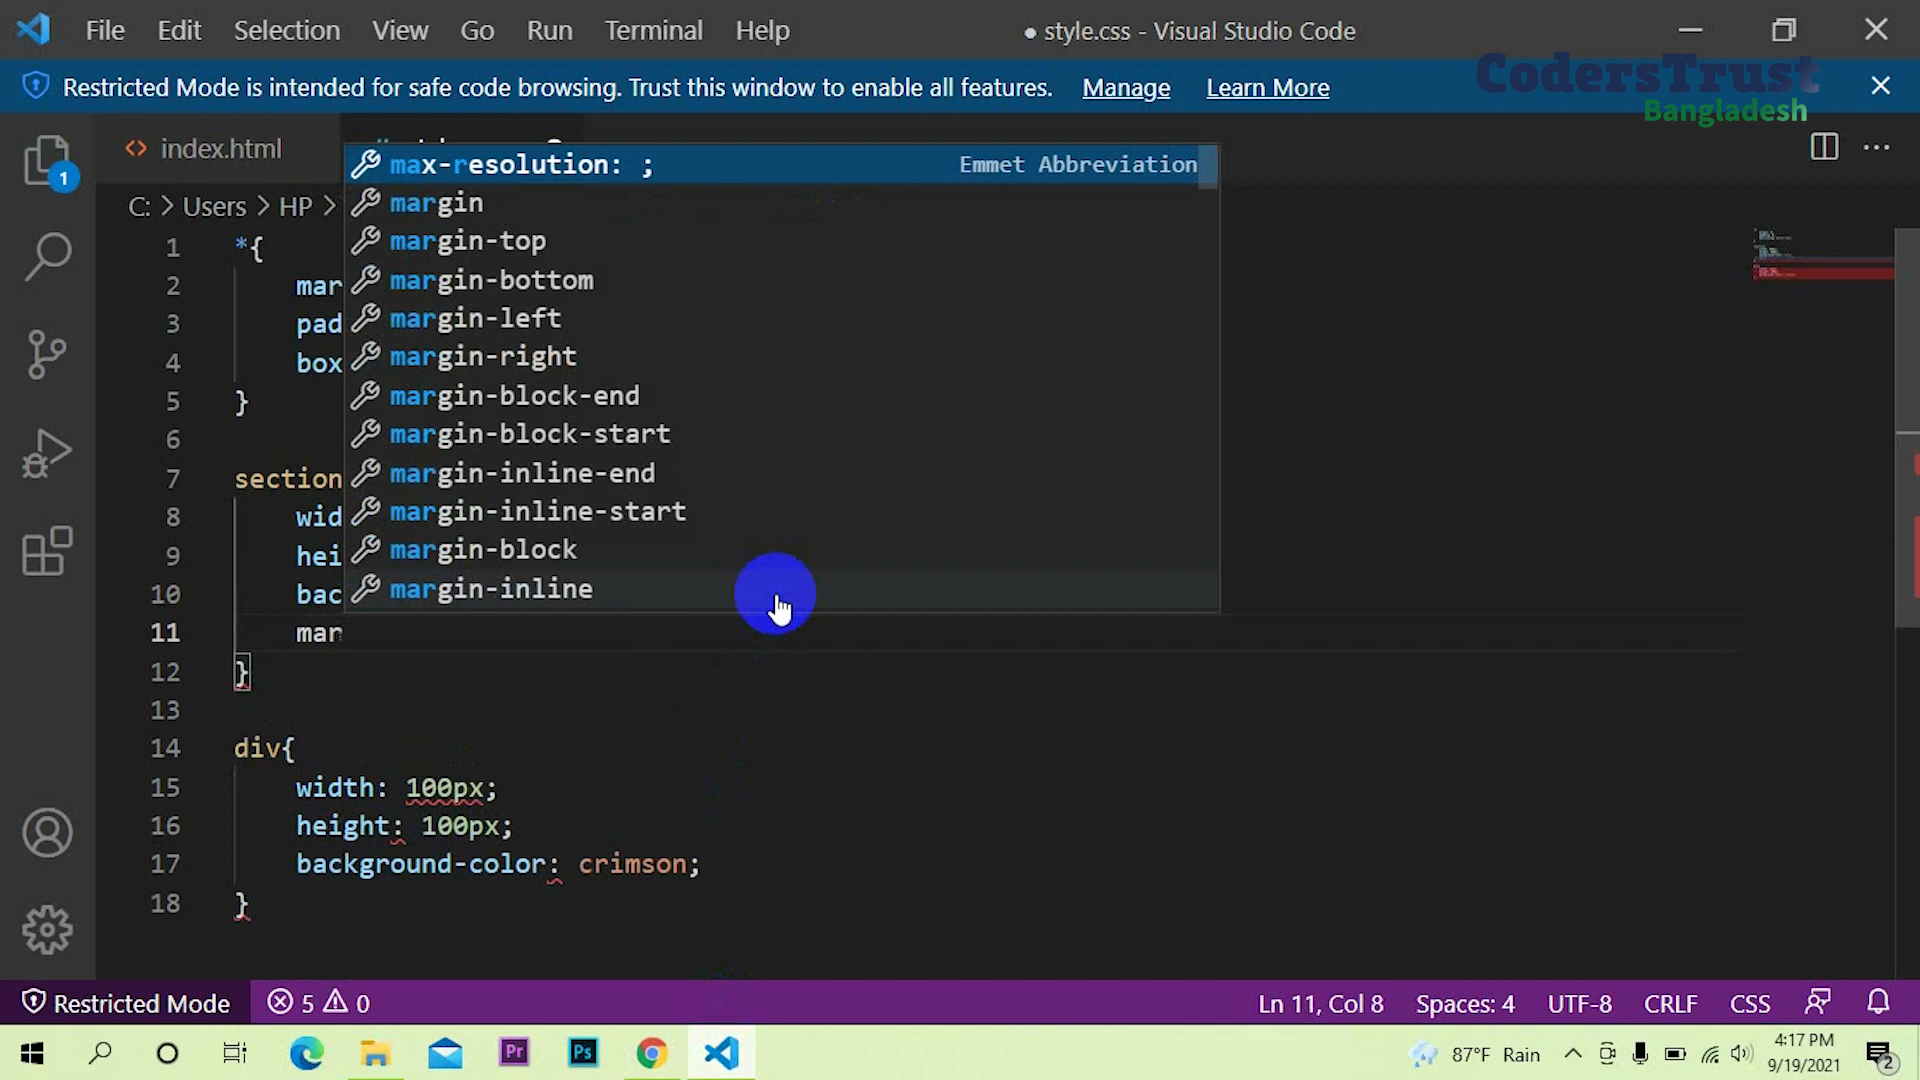 File Edit Selection View Go Run Terminal Help ● style.css - Visual Studio Code
Restricted Mode is intended for safe code browsing. Trust this window to enable all features. Manage Learn More
CodersTrust
Bangladesh
1
<> index.html
C: > Users > HP >
max-resolution: ; Emmet Abbreviation
margin
margin-top
margin-bottom
margin-left
margin-right
margin-block-end
margin-block-start
margin-inline-end
margin-inline-start
margin-block
margin-inline
1 *{
2 mar
3 pad
4 box
5 }
6
7 section
8 wid
9 hei
10 bac
11 mar
12 }
13
14 div{
15 width: 100px;
16 height: 100px;
17 background-color: crimson;
18 }
Restricted Mode 5 0 Ln 11, Col 8 Spaces: 4 UTF-8 CRLF CSS
Pr Ps 87°F Rain 4:17 PM
9/19/2021
2